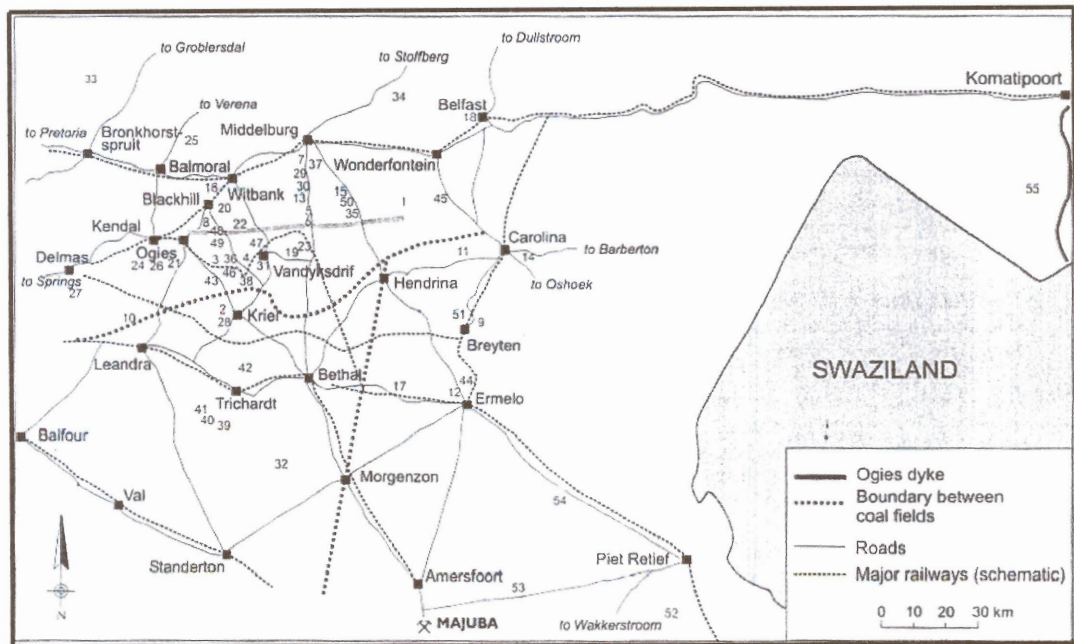 to Groblersdal
to Dullstroom
to Stoffberg
Komatipoort
33
to Verena
34
Belfast
18
to Pretoria
Bronkhorst-
spruit
25
Middelburg
Balmoral
Wonderfontein
Witbank
7
37
29
30
13
15
50
35
1
45
55
18
20
Blackhill
8
22
48
5
6
Kendal
Ogies
49
47
19
23
Carolina
to Barberton
14
to Oshoek
11
Delmas
to Springs
27
24
26
21
3
36
4
31
Vandyksdrif
46
38
43
Hendrina
10
2
28
Kriel
51
9
Breyten
Leandra
42
Bethal
17
44
12
Ermelo
SWAZILAND
Trichardt
41
40
39
Balfour
32
Morgenzon
Val
54
Standerton
Amersfoort
Piet Retief
53
52
MAJUBA
to Wakkerstroom
N
Ogies dyke
Boundary between
coal fields
Roads
Major railways (schematic)
0 10 20 30 km